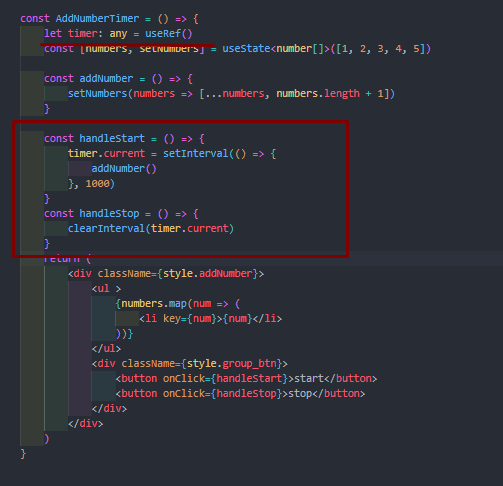 const AddNumberTimer = () => {
let timer: any = useRef()
const [numbers, setNumbers] = useState<number[]>([1, 2, 3, 4, 5])
const addNumber = () => {
setNumbers(numbers => [...numbers, numbers.length + 1])
}
const handleStart = () => {
timer.current = setInterval(() => {
addNumber()
}, 1000)
}
const handleStop = () => {
clearInterval(timer.current)
}
return (
<div className={style.addNumber}>
<ul >
{numbers.map(num => (
<li key={num}>{num}</li>
))}
</ul>
<div className={style.group_btn}>
<button onClick={handleStart}>start</button>
<button onClick={handleStop}>stop</button>
</div>
</div>
)
}